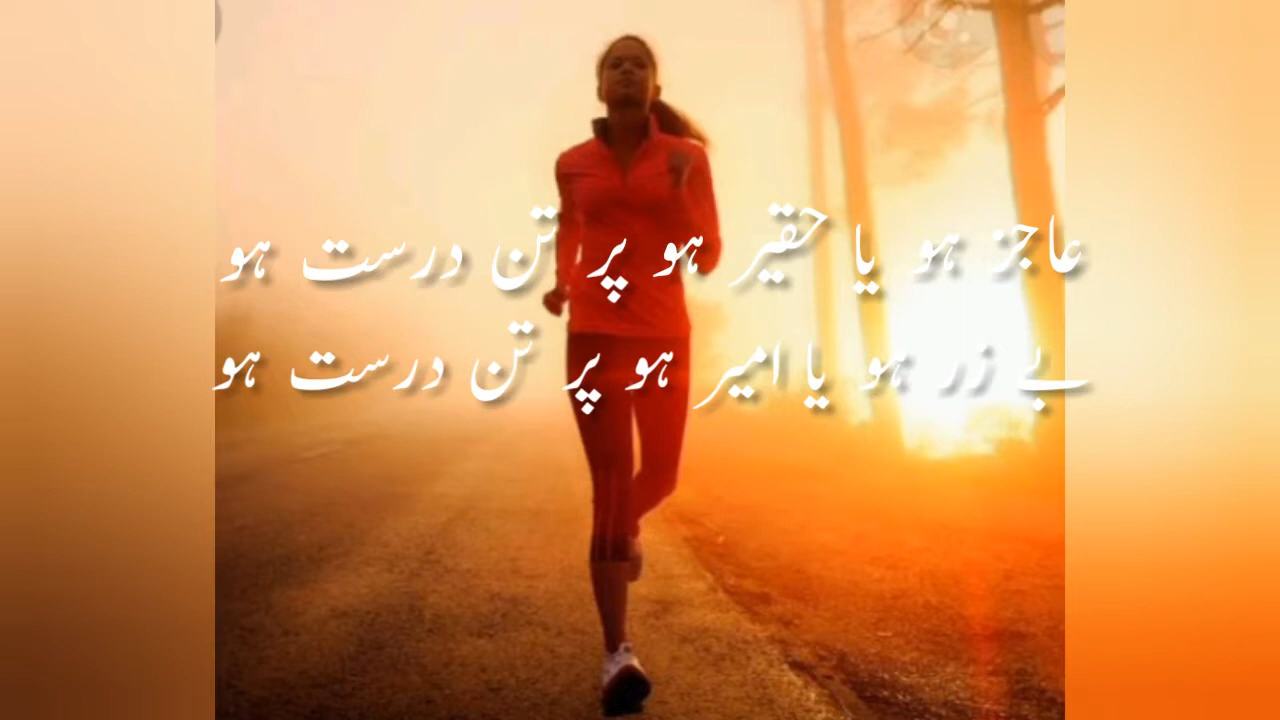 عاجز ہو یا حقیر ہو پر تن درست ہو
بے زر ہو یا امیر ہو پر تن درست ہو